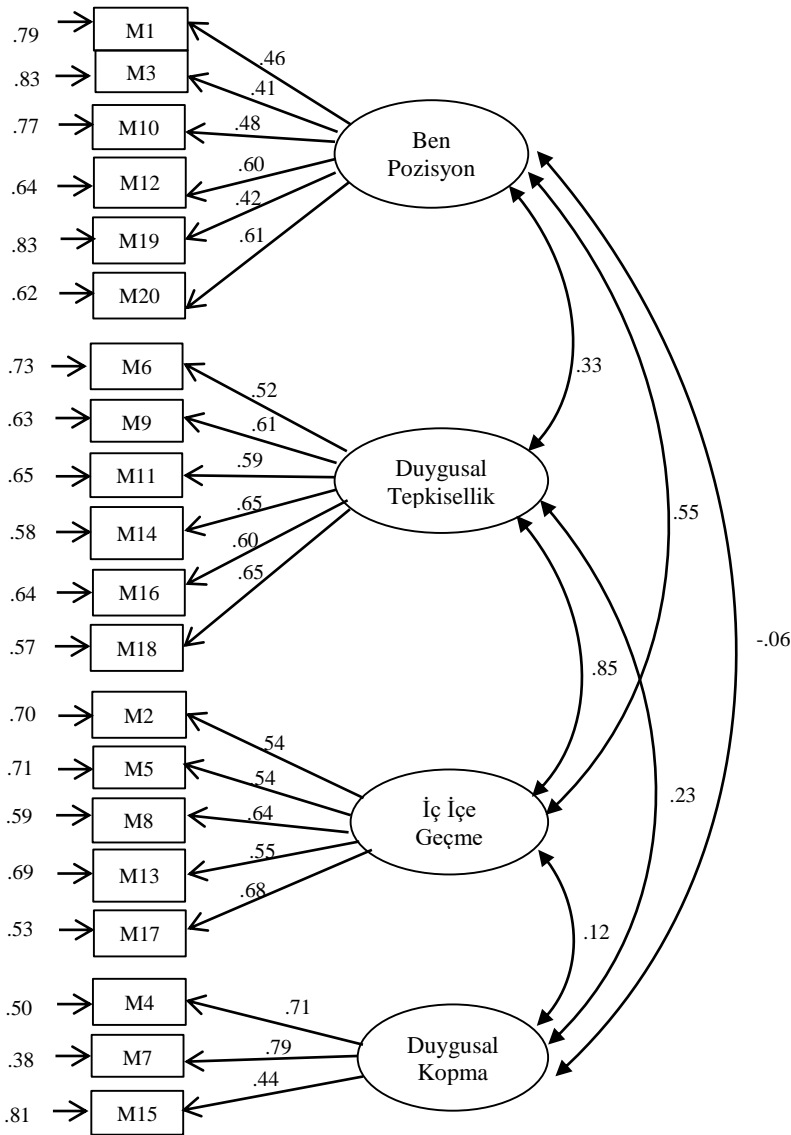 .79
M1
.46
.83
M3
.41
.77
M10
.48
.64
M12
.60
.83
M19
.42
.62
M20
.61
Ben
Pozisyon
.33
.73
M6
.52
.63
M9
.61
.65
M11
.59
.58
M14
.65
.64
M16
.60
.57
M18
.65
Duygusal
Tepkisellik
.55
-.06
.85
.70
M2
.54
.71
M5
.54
.59
M8
.64
.69
M13
.55
.53
M17
.68
İç İçe
Geçme
.23
.12
.50
M4
.71
.38
M7
.79
.81
M15
.44
Duygusal
Kopma